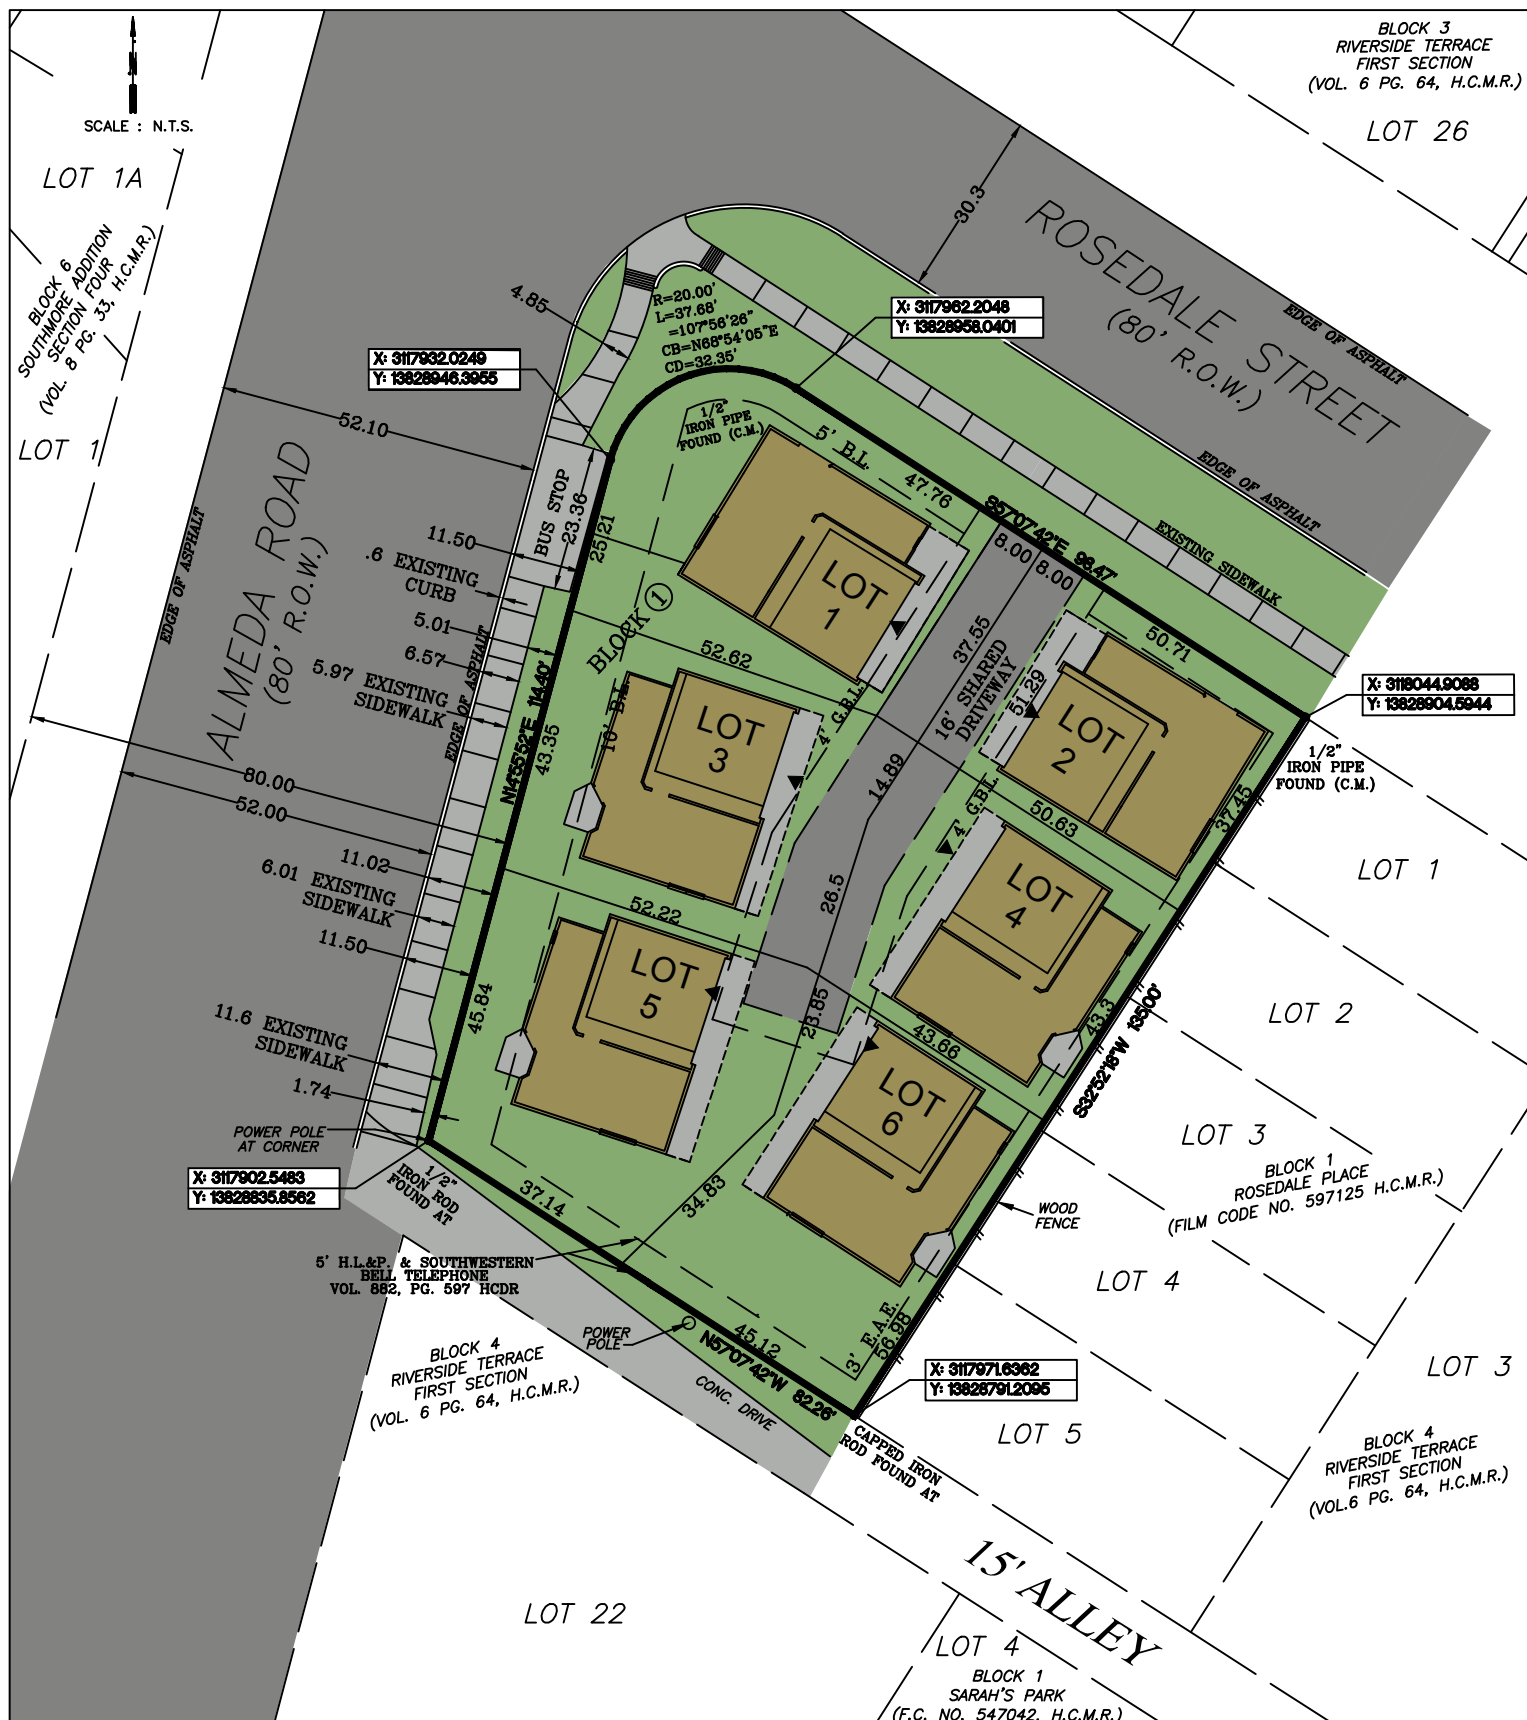 SCALE : N.T.S.
LOT 1A
BLOCK 6
SOUTHMORE ADDITION
SECTION FOUR
(VOL. 8 PG. 33, H.C.M.R.)
LOT 1
BLOCK 3
RIVERSIDE TERRACE
FIRST SECTION
(VOL. 6 PG. 64, H.C.M.R.)
LOT 26
ROSEDALE STREET
(80' R.O.W.)
30.3
EDGE OF ASPHALT
EDGE OF ASPHALT
EXISTING SIDEWALK
X: 3117962.2048
Y: 13828958.0401
R=20.00'
L=37.68'
=107°56'26"
CB=N68°54'05"E
CD=32.35'
4.85
X: 3117932.0249
Y: 13828946.3955
52.10
ALMEDA ROAD
(80' R.O.W.)
EDGE OF ASPHALT
EDGE OF ASPHALT
BUS STOP
23.36
25.21
1/2"
IRON PIPE
FOUND (C.M.)
5' B.L.
47.76
S57°07'42"E 98.47'
8.00
8.00
11.50
.6 EXISTING
CURB
5.01
6.57
5.97 EXISTING
SIDEWALK
80.00
52.00
11.02
6.01 EXISTING
SIDEWALK
11.50
11.6 EXISTING
SIDEWALK
1.74
N14°55'52"E 114.40'
43.35
45.84
BLOCK 1
10' B.L.
52.62
LOT
1
37.55
16' SHARED
DRIVEWAY
51.29
50.71
4' G.B.L.
LOT
3
LOT
2
14.89
4' G.B.L.
50.63
37.45
X: 3118044.9088
Y: 13828904.5944
1/2"
IRON PIPE
FOUND (C.M.)
LOT
4
26.5
52.22
LOT
5
23.85
43.66
43.3
S32°52'18"W 135.00'
LOT
6
34.83
37.14
POWER POLE
AT CORNER
X: 3117902.5483
Y: 13828835.8562
1/2"
IRON ROD
FOUND AT
5' H.L.&P. & SOUTHWESTERN
BELL TELEPHONE
VOL. 882, PG. 597 HCDR
POWER
POLE
45.12
N57°07'42"W 82.26'
3' E.A.E.
56.98
WOOD
FENCE
X: 3117971.6362
Y: 13828791.2095
CAPPED IRON
ROD FOUND AT
CONC. DRIVE
BLOCK 4
RIVERSIDE TERRACE
FIRST SECTION
(VOL. 6 PG. 64, H.C.M.R.)
LOT 1
LOT 2
LOT 3
BLOCK 1
ROSEDALE PLACE
(FILM CODE NO. 597125 H.C.M.R.)
LOT 4
LOT 5
LOT 3
BLOCK 4
RIVERSIDE TERRACE
FIRST SECTION
(VOL.6 PG. 64, H.C.M.R.)
15' ALLEY
LOT 22
LOT 4
BLOCK 1
SARAH'S PARK
(F.C. NO. 547042, H.C.M.R.)